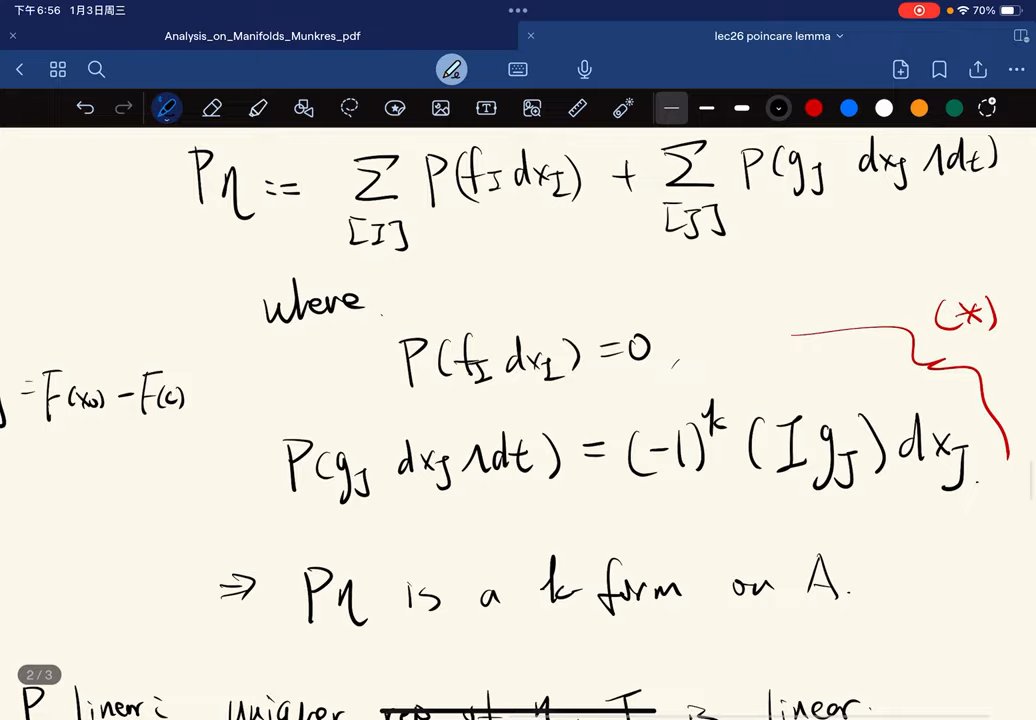 下午6:56 1月3日周三 70%
Analysis_on_Manifolds_Munkres_pdf lec26 poincare lemma
Pη := ∑_[I] P(f_I dx_I) + ∑_[J] P(g_J dx_J ∧ dt)
where
(*)
P(f_I dx_I) = 0,
= F(x₀) - F(c)
P(g_J dx_J ∧ dt) = (-1)^k (I g_J) dx_J.
⇒ Pη is a k form on A.
2/3
P linear: of η. I is linear.